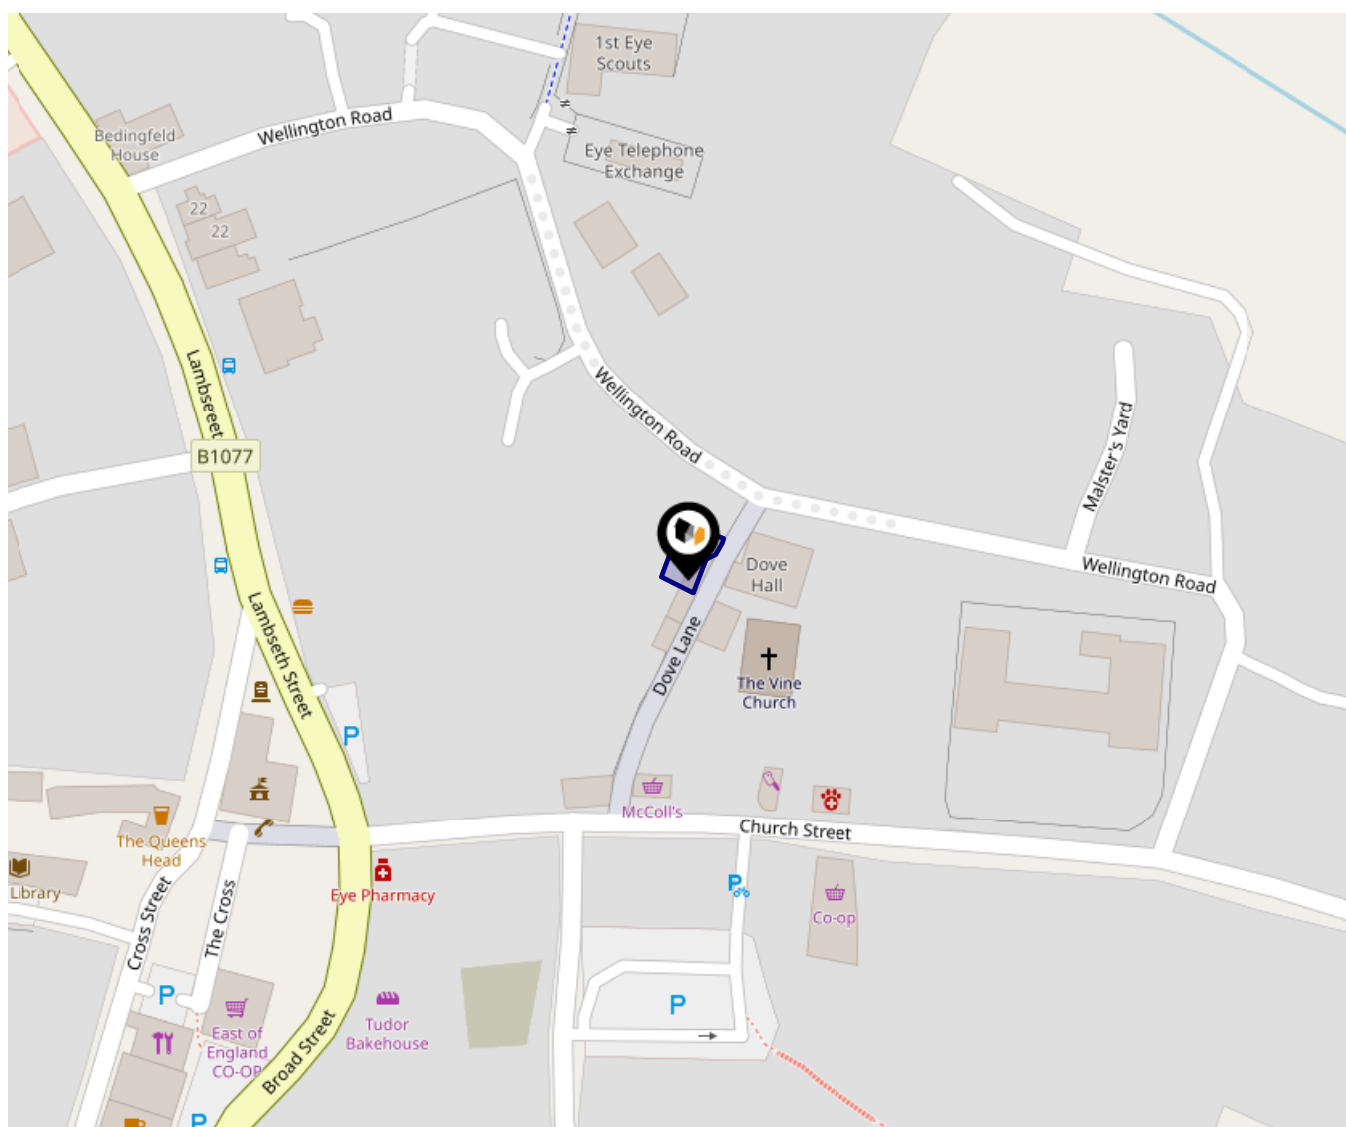 1st Eye
Scouts
Wellington Road
Bedingfeld
House
Eye Telephone
Exchange
22
22
Lambseeet
Wellington Road
Malster's Yard
B1077
Dove
Hall
Wellington Road
Lambseth Street
Dove Lane
The Vine
Church
P
McColl's
Church Street
The Queens
Head
Library
Eye Pharmacy
P
Co-op
Cross Street
The Cross
P
P
East of
England
CO-OP
Tudor
Bakehouse
Broad Street
P